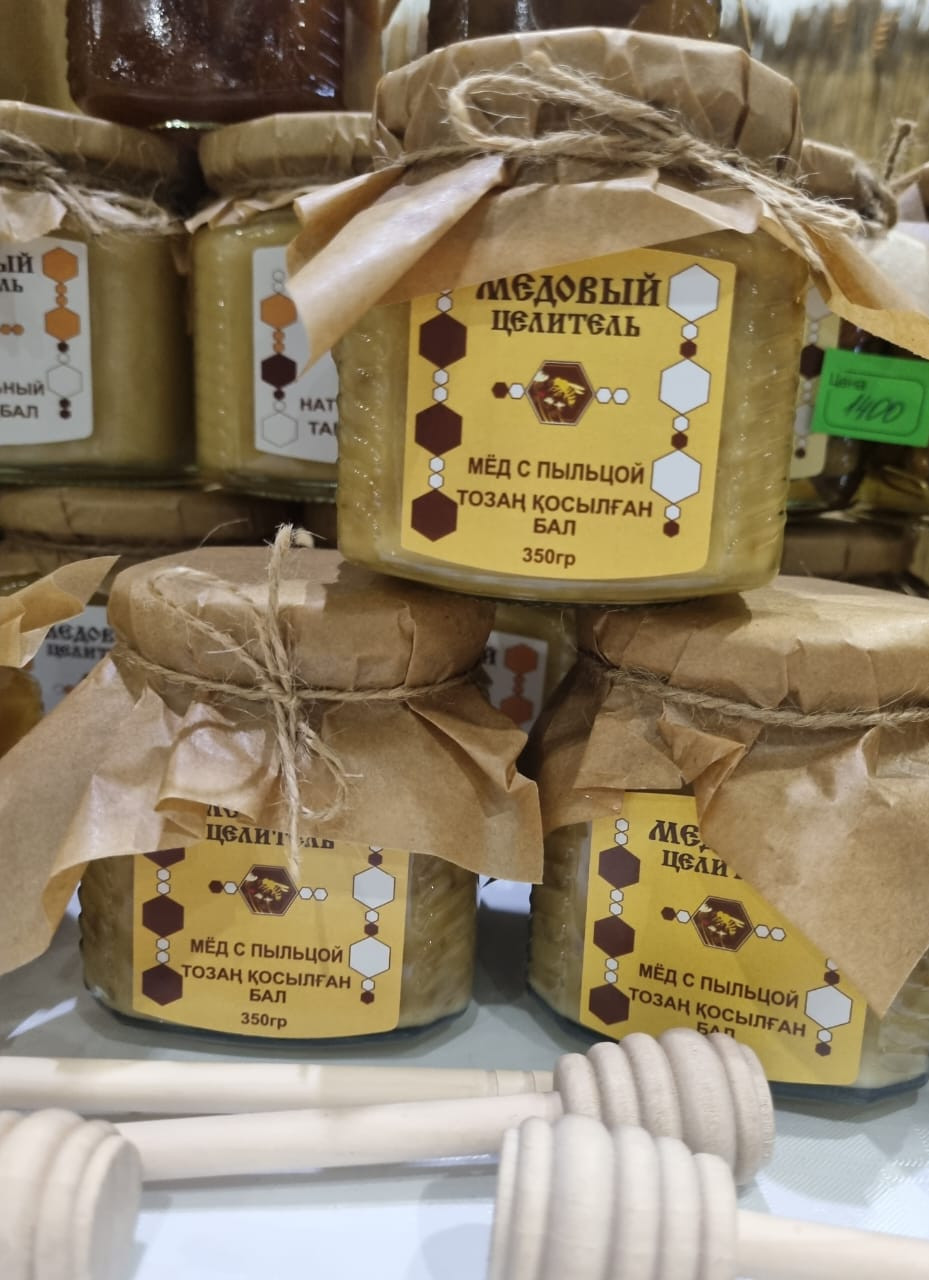 МЕДОВЫЙ
ЦЕЛИТЕЛЬ
МЁД С ПЫЛЬЦОЙ
ТОЗАҢ ҚОСЫЛҒАН
БАЛ
350гр
Цена
1400
БАЛ
ЦЕЛИТЕЛЬ
МЁД С ПЫЛЬЦОЙ
ТОЗАҢ ҚОСЫЛҒАН
БАЛ
350гр
МЁД С ПЫЛЬЦОЙ
ТОЗАҢ ҚОСЫЛҒАН
БАЛ